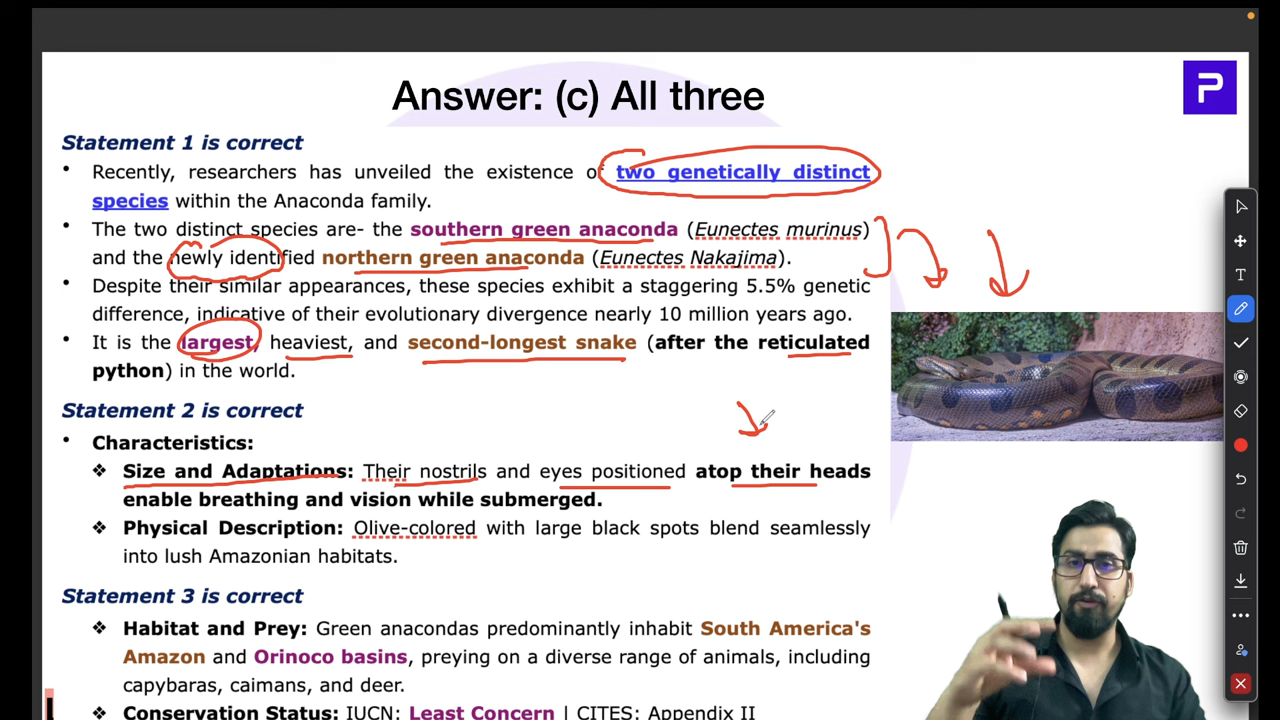 Answer: (c) All three
P
Statement 1 is correct
• Recently, researchers has unveiled the existence of two genetically distinct
species within the Anaconda family.
• The two distinct species are- the southern green anaconda (Eunectes murinus)
and the newly identified northern green anaconda (Eunectes Nakajima).
• Despite their similar appearances, these species exhibit a staggering 5.5% genetic
difference, indicative of their evolutionary divergence nearly 10 million years ago.
• It is the largest, heaviest, and second-longest snake (after the reticulated
python) in the world.
Statement 2 is correct
• Characteristics:
❖ Size and Adaptations: Their nostrils and eyes positioned atop their heads
enable breathing and vision while submerged.
❖ Physical Description: Olive-colored with large black spots blend seamlessly
into lush Amazonian habitats.
Statement 3 is correct
❖ Habitat and Prey: Green anacondas predominantly inhabit South America's
Amazon and Orinoco basins, preying on a diverse range of animals, including
capybaras, caimans, and deer.
❖ Conservation Status: IUCN: Least Concern | CITES: Appendix II